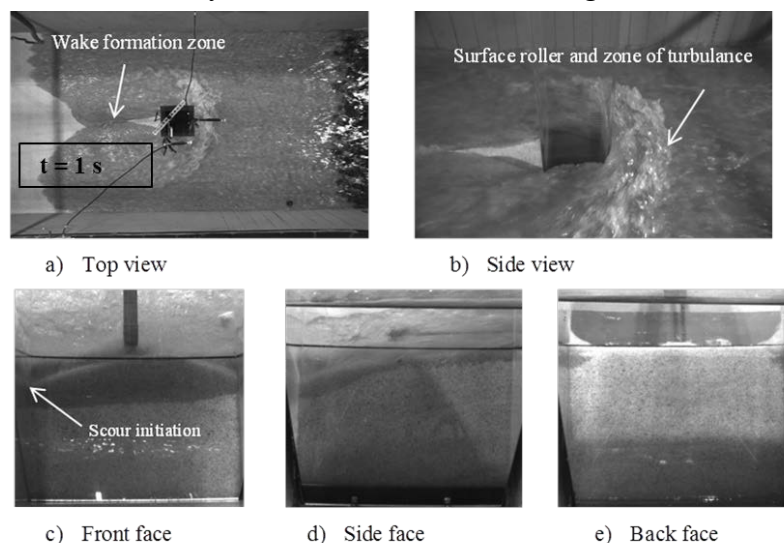 Wake formation zone
t = 1 s
Surface roller and zone of turbulance
a) Top view
b) Side view
Scour initiation
c) Front face
d) Side face
e) Back face